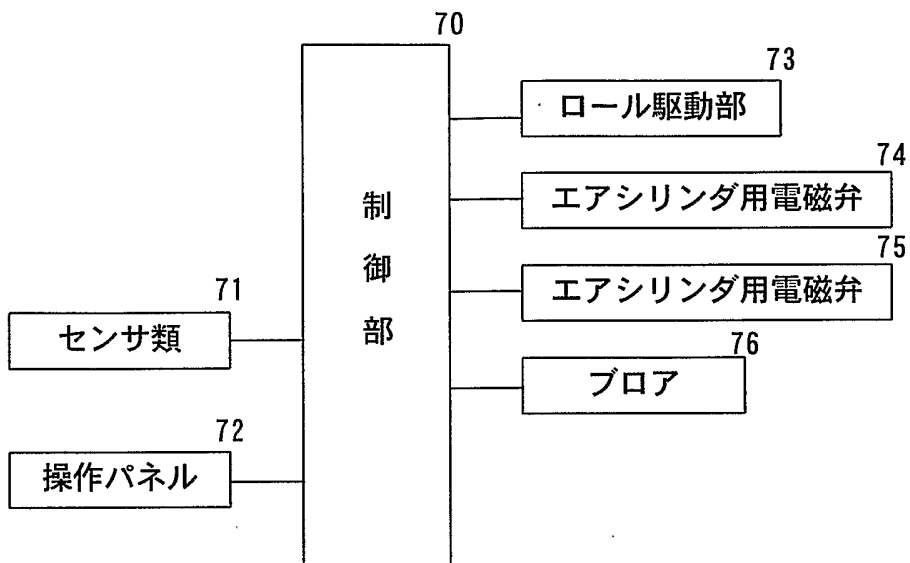 70
制御部
71
センサ類
72
操作パネル
73
ロール駆動部
74
エアシリンダ用電磁弁
75
エアシリンダ用電磁弁
76
ブロア